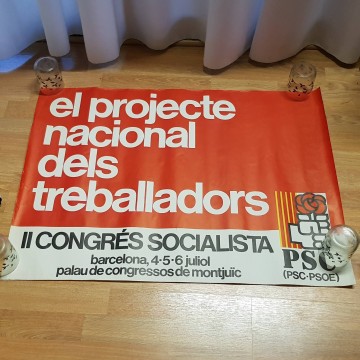 el projecte
nacional
dels
treballadors
II CONGRÉS SOCIALISTA
barcelona, 4·5·6 juliol
palau de congressos de montjuïc
PSC
(PSC·PSOE)